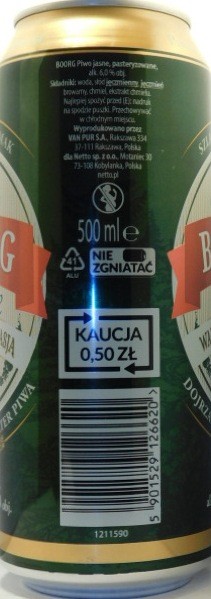 BOORG Piwo jasne, pasteryzowane,
alk. 6,0% obj.
Składniki: woda, słód jęczmienny, jęczmień
browarny, chmiel, ekstrakt chmielu.
Najlepiej spożyć przed (E): nadruk
na spodzie puszki. Przechowywać
w chłodnym miejscu.
Wyprodukowano przez
VAN PUR S.A., Rakszawa 334
37-111 Rakszawa, Polska
dla Netto sp. z o.o., Motaniec 30
73-108 Kobylanka, Polska
netto.pl
500 ml e
41
ALU
NIE
ZGNIATAĆ
KAUCJA
0,50 ZŁ
5 901529 126620 >
1211590